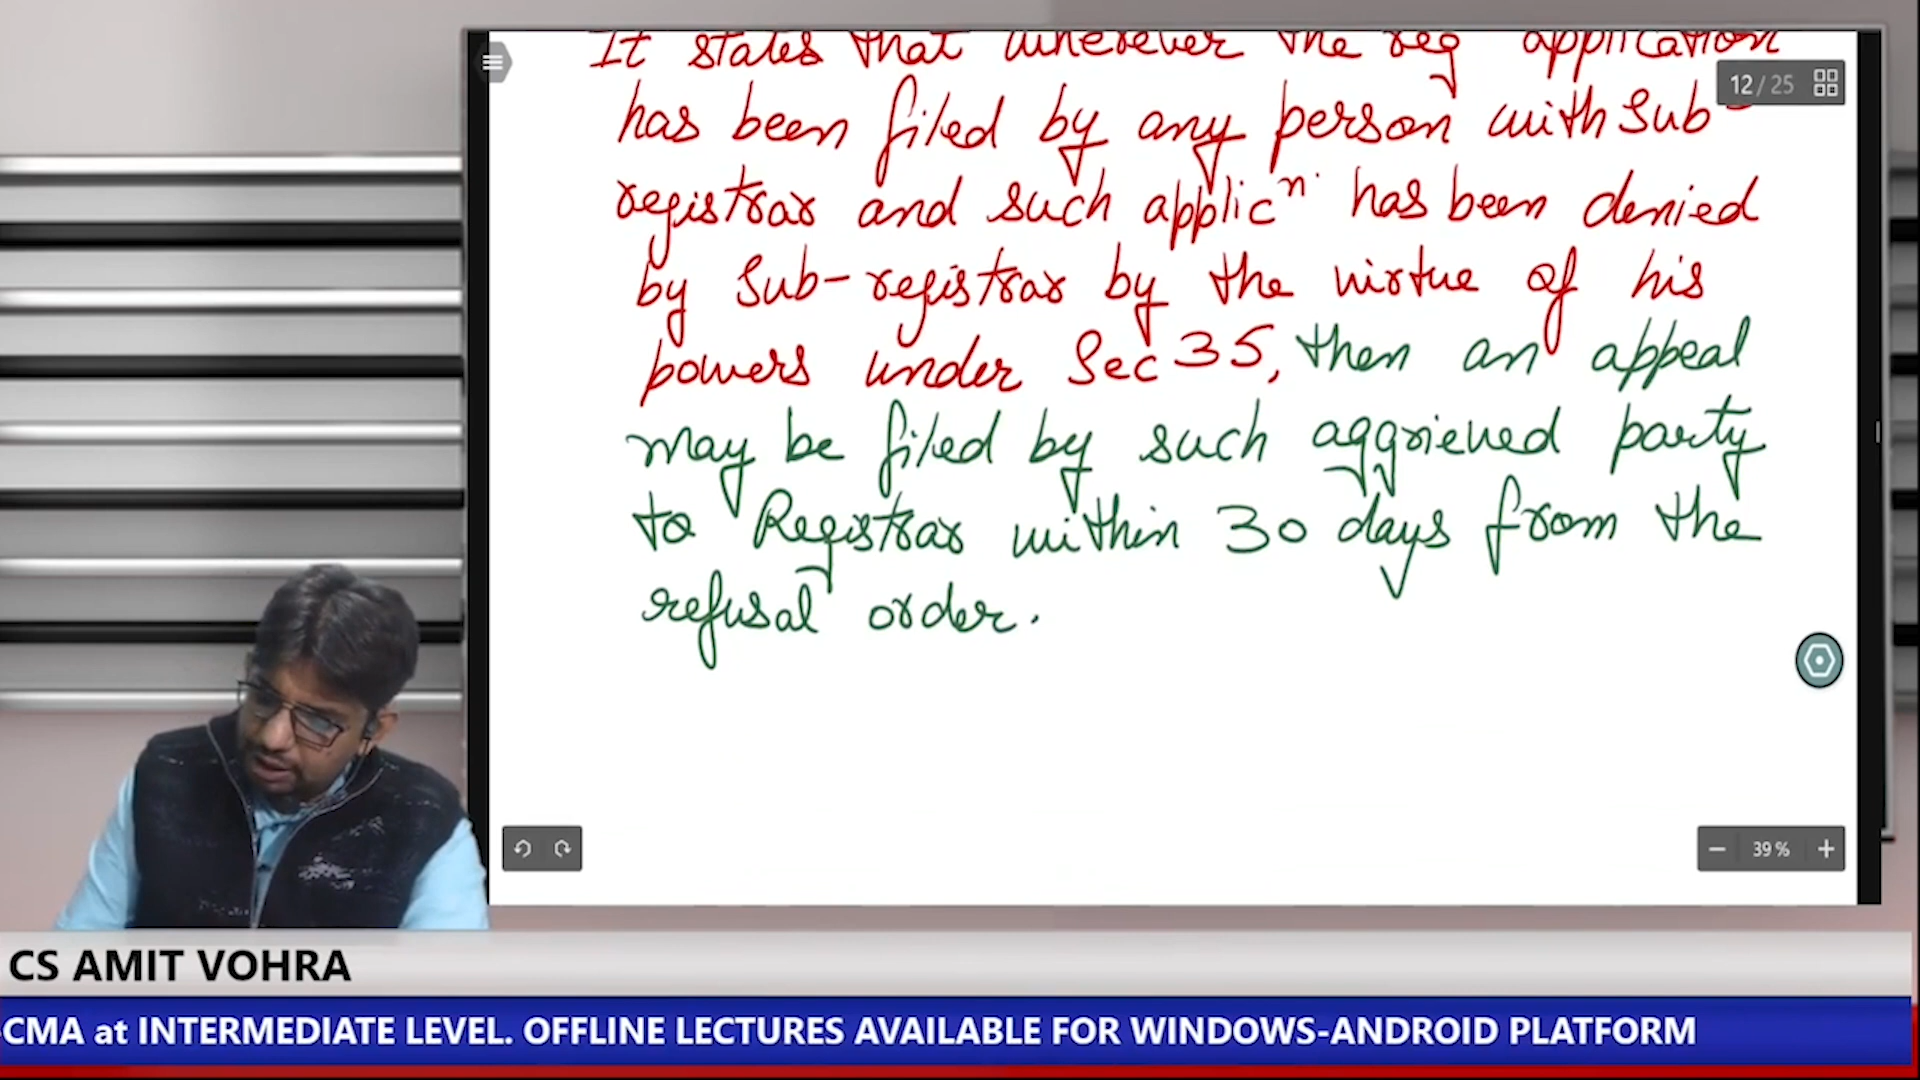 It states that wherever the reg application
12 / 25
has been filed by any person with Sub-
registrar and such applicⁿ. has been denied
by Sub-registrar by the virtue of his
powers under Sec 35, then an appeal
may be filed by such aggrieved party
to Registrar within 30 days from the
refusal order.
39 %
CS AMIT VOHRA
CMA at INTERMEDIATE LEVEL. OFFLINE LECTURES AVAILABLE FOR WINDOWS-ANDROID PLATFORM